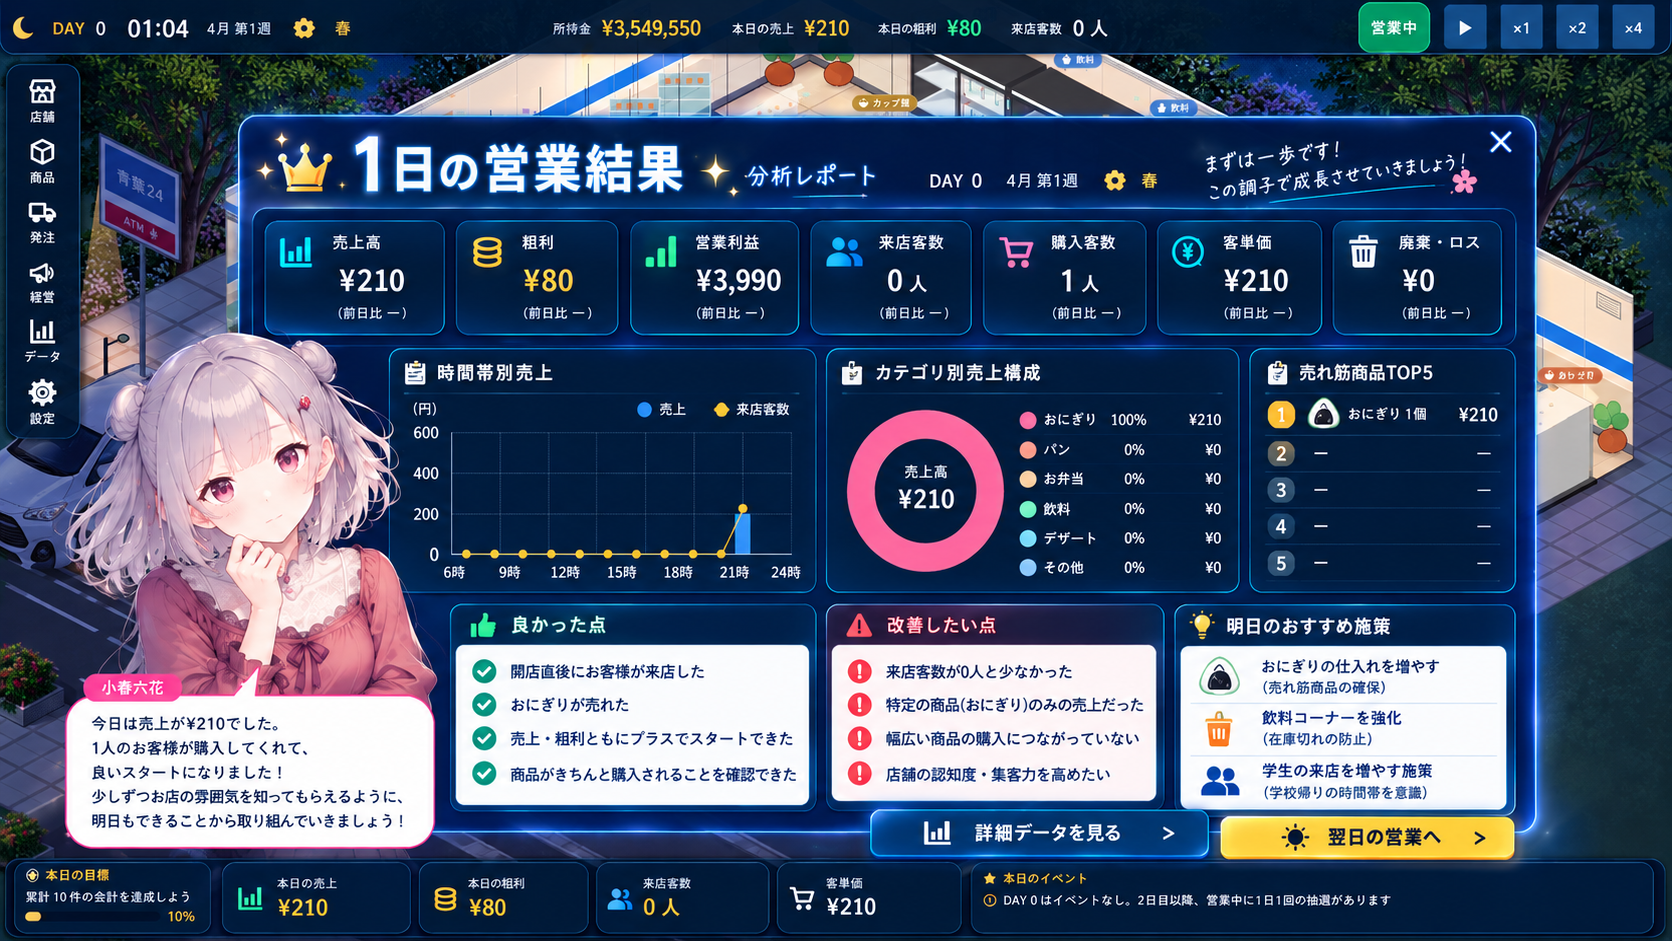 DAY 0 01:04 4月 第1週 春
所待金 ¥3,549,550 本日の売上 ¥210 本日の粗利 ¥80 来店客数 0 人
営業中 ×1 ×2 ×4
店舗
商品
発注
経営
データ
設定
飲料
カップ麺
飲料
青葉24
ATM
おにぎり
1日の営業結果
分析レポート
DAY 0 4月 第1週 春
まずは一歩です！
この調子で成長させていきましょう！
売上高
¥210
(前日比 ー)
粗利
¥80
(前日比 ー)
営業利益
¥3,990
(前日比 ー)
来店客数
0 人
(前日比 ー)
購入客数
1 人
(前日比 ー)
客単価
¥210
(前日比 ー)
廃棄・ロス
¥0
(前日比 ー)
時間帯別売上
(円) 売上 来店客数
600
400
200
0
6時 9時 12時 15時 18時 21時 24時
カテゴリ別売上構成
売上高
¥210
おにぎり 100% ¥210
パン 0% ¥0
お弁当 0% ¥0
飲料 0% ¥0
デザート 0% ¥0
その他 0% ¥0
売れ筋商品TOP5
1 おにぎり 1個 ¥210
2 ー ー
3 ー ー
4 ー ー
5 ー ー
良かった点
開店直後にお客様が来店した
おにぎりが売れた
売上・粗利ともにプラスでスタートできた
商品がきちんと購入されることを確認できた
改善したい点
来店客数が0人と少なかった
特定の商品(おにぎり)のみの売上だった
幅広い商品の購入につながっていない
店舗の認知度・集客力を高めたい
明日のおすすめ施策
おにぎりの仕入れを増やす
(売れ筋商品の確保)
飲料コーナーを強化
(在庫切れの防止)
学生の来店を増やす施策
(学校帰りの時間帯を意識)
小春六花
今日は売上が¥210でした。
1人のお客様が購入してくれて、
良いスタートになりました！
少しずつお店の雰囲気を知ってもらえるように、
明日もできることから取り組んでいきましょう！
詳細データを見る >
翌日の営業へ >
本日の目標
累計 10 件の会計を達成しよう
10%
本日の売上
¥210
本日の粗利
¥80
来店客数
0 人
客単価
¥210
本日のイベント
DAY 0 はイベントなし。2日目以降、営業中に1日1回の抽選があります